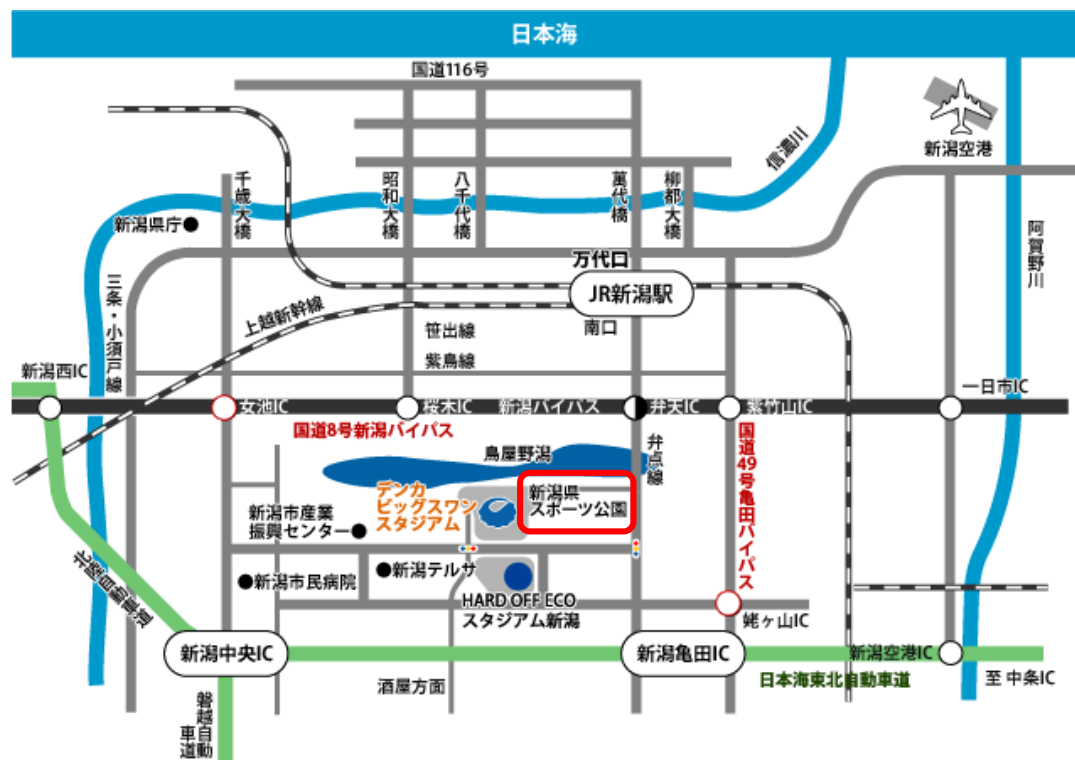 日本海
国道116号
新潟空港
信濃川
千歳大橋
昭和大橋
八千代橋
萬代橋
柳都大橋
新潟県庁
阿賀野川
万代口
JR新潟駅
南口
三条・小須戸線
上越新幹線
笹出線
紫鳥線
新潟西IC
一日市IC
女池IC
桜木IC
新潟バイパス
弁天IC
紫竹山IC
国道8号新潟バイパス
鳥屋野潟
弁点線
国道49号亀田バイパス
デンカ
ビッグスワン
スタジアム
新潟県
スポーツ公園
新潟市産業
振興センター
新潟市民病院
新潟テルサ
HARD OFF ECO
スタジアム新潟
姥ヶ山IC
北陸自動車道
新潟中央IC
新潟亀田IC
新潟空港IC
日本海東北自動車道
至 中条IC
酒屋方面
磐越自動
車道